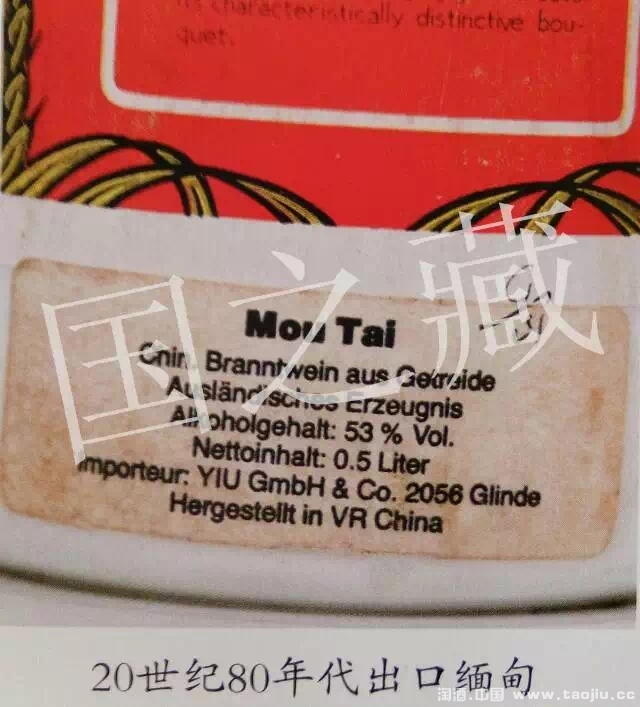 its characteristically distinctive bou-
quet.
国之藏
Mou Tai
Chin. Branntwein aus Getreide
Ausländisches Erzeugnis
Alkoholgehalt: 53 % Vol.
Nettoinhalt: 0.5 Liter
Importeur: YIU GmbH & Co. 2056 Glinde
Hergestellt in VR China
20世纪80年代出口缅甸
淘酒.中国 www.taojiu.cc